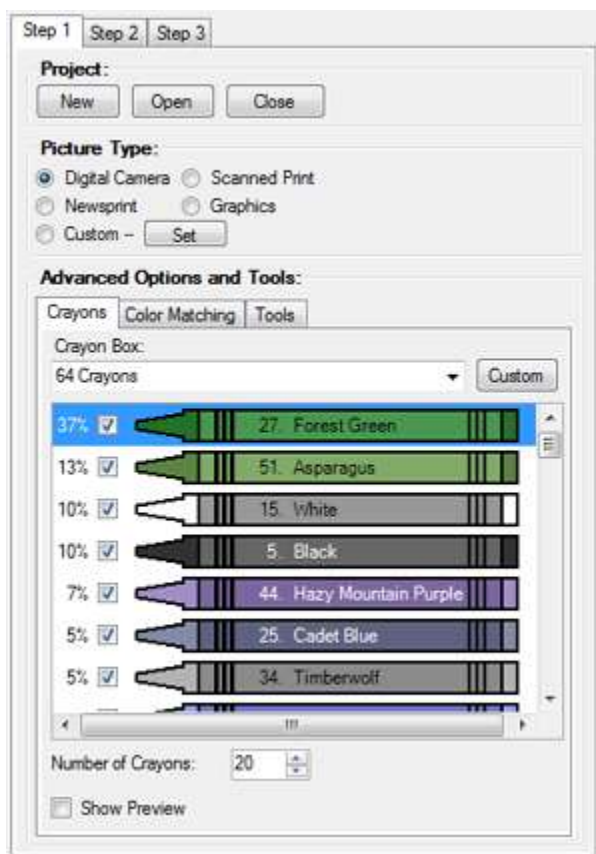 Step 1 Step 2 Step 3
Project:
New Open Close
Picture Type:
Digital Camera Scanned Print
Newsprint Graphics
Custom -- Set
Advanced Options and Tools:
Crayons Color Matching Tools
Crayon Box:
64 Crayons Custom
37% 27. Forest Green
13% 51. Asparagus
10% 15. White
10% 5. Black
7% 44. Hazy Mountain Purple
5% 25. Cadet Blue
5% 34. Timberwolf
Number of Crayons: 20
Show Preview